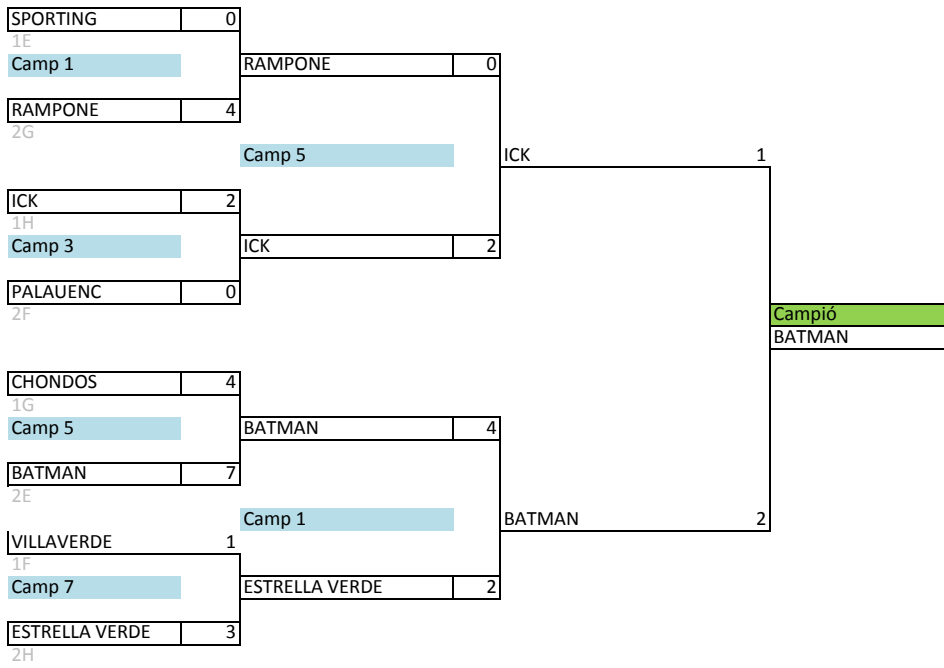 SPORTING 0
1E
Camp 1
RAMPONE 0
RAMPONE 4
2G
Camp 5
ICK 1
ICK 2
1H
Camp 3
ICK 2
PALAUENC 0
2F
Campió
BATMAN
CHONDOS 4
1G
Camp 5
BATMAN 4
BATMAN 7
2E
Camp 1
BATMAN 2
VILLAVERDE 1
1F
Camp 7
ESTRELLA VERDE 2
ESTRELLA VERDE 3
2H